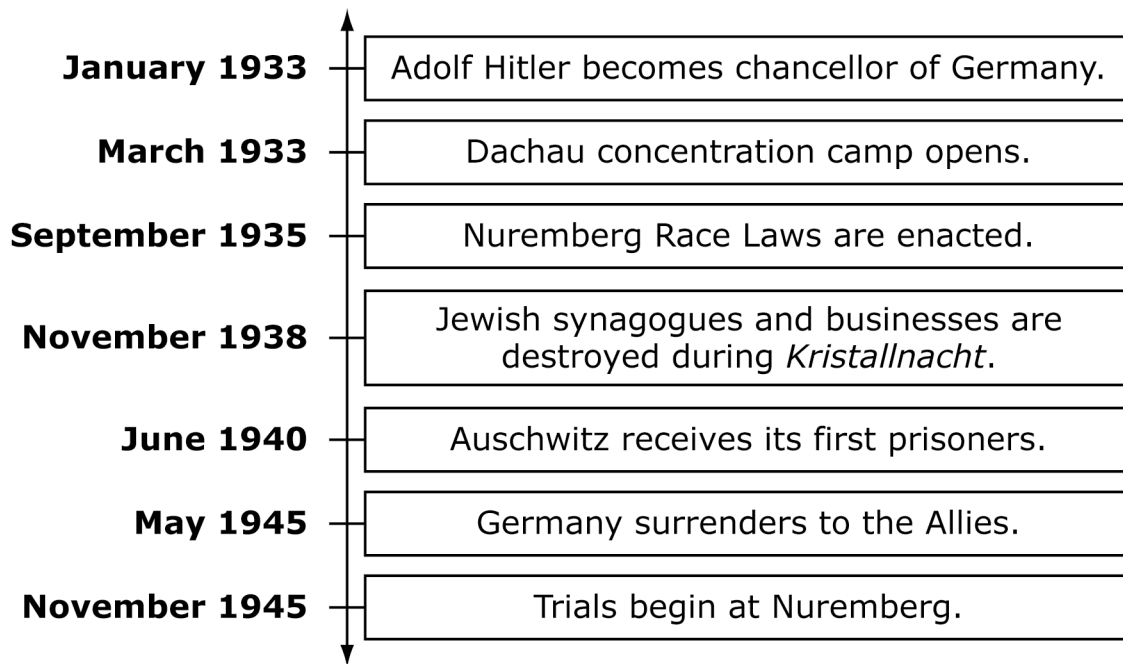 January 1933
Adolf Hitler becomes chancellor of Germany.
March 1933
Dachau concentration camp opens.
September 1935
Nuremberg Race Laws are enacted.
November 1938
Jewish synagogues and businesses are
destroyed during Kristallnacht.
June 1940
Auschwitz receives its first prisoners.
May 1945
Germany surrenders to the Allies.
November 1945
Trials begin at Nuremberg.